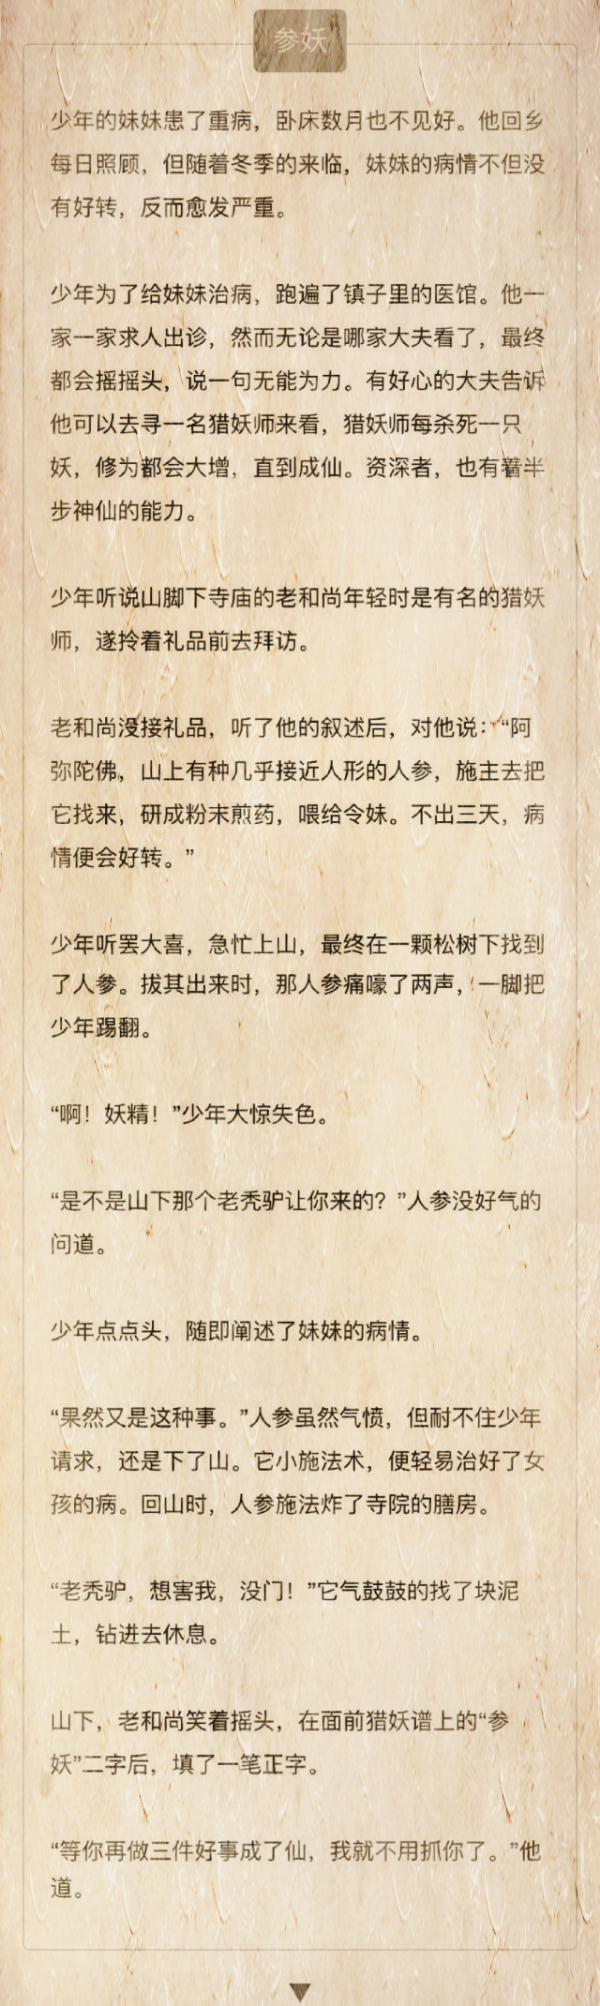 参妖
少年的妹妹患了重病，卧床数月也不见好。他回乡
每日照顾，但随着冬季的来临，妹妹的病情不但没
有好转，反而愈发严重。
少年为了给妹妹治病，跑遍了镇子里的医馆。他一
家一家求人出诊，然而无论是哪家大夫看了，最终
都会摇摇头，说一句无能为力。有好心的大夫告诉
他可以去寻一名猎妖师来看，猎妖师每杀死一只
妖，修为都会大增，直到成仙。资深者，也有着半
步神仙的能力。
少年听说山脚下寺庙的老和尚年轻时是有名的猎妖
师，遂拎着礼品前去拜访。
老和尚没接礼品，听了他的叙述后，对他说：“阿
弥陀佛，山上有种几乎接近人形的人参，施主去把
它找来，研成粉末煎药，喂给令妹。不出三天，病
情便会好转。”
少年听罢大喜，急忙上山，最终在一颗松树下找到
了人参。拔其出来时，那人参痛嚎了两声，一脚把
少年踢翻。
“啊！妖精！”少年大惊失色。
“是不是山下那个老秃驴让你来的？”人参没好气的
问道。
少年点点头，随即阐述了妹妹的病情。
“果然又是这种事。”人参虽然气愤，但耐不住少年
请求，还是下了山。它小施法术，便轻易治好了女
孩的病。回山时，人参施法炸了寺院的膳房。
“老秃驴，想害我，没门！”它气鼓鼓的找了块泥
土，钻进去休息。
山下，老和尚笑着摇头，在面前猎妖谱上的“参
妖”二字后，填了一笔正字。
“等你再做三件好事成了仙，我就不用抓你了。”他
道。